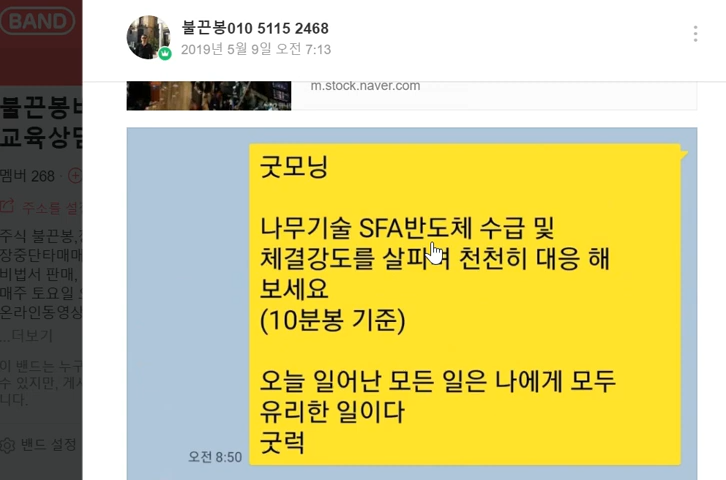 BAND
불끈봉010 5115 2468
2019년 5월 9일 오전 7:13
m.stock.naver.com
불끈봉
교육상담
멤버 268
주소를 설
주식 불끈봉,
장중단타매매
비법서 판매,
매주 토요일
온라인동영상
...더보기
이 밴드는 누구
수 있지만, 게시
니다.
밴드 설정
굿모닝
나무기술 SFA반도체 수급 및
체결강도를 살피며 천천히 대응 해
보세요
(10분봉 기준)
오늘 일어난 모든 일은 나에게 모두
유리한 일이다
굿럭
오전 8:50